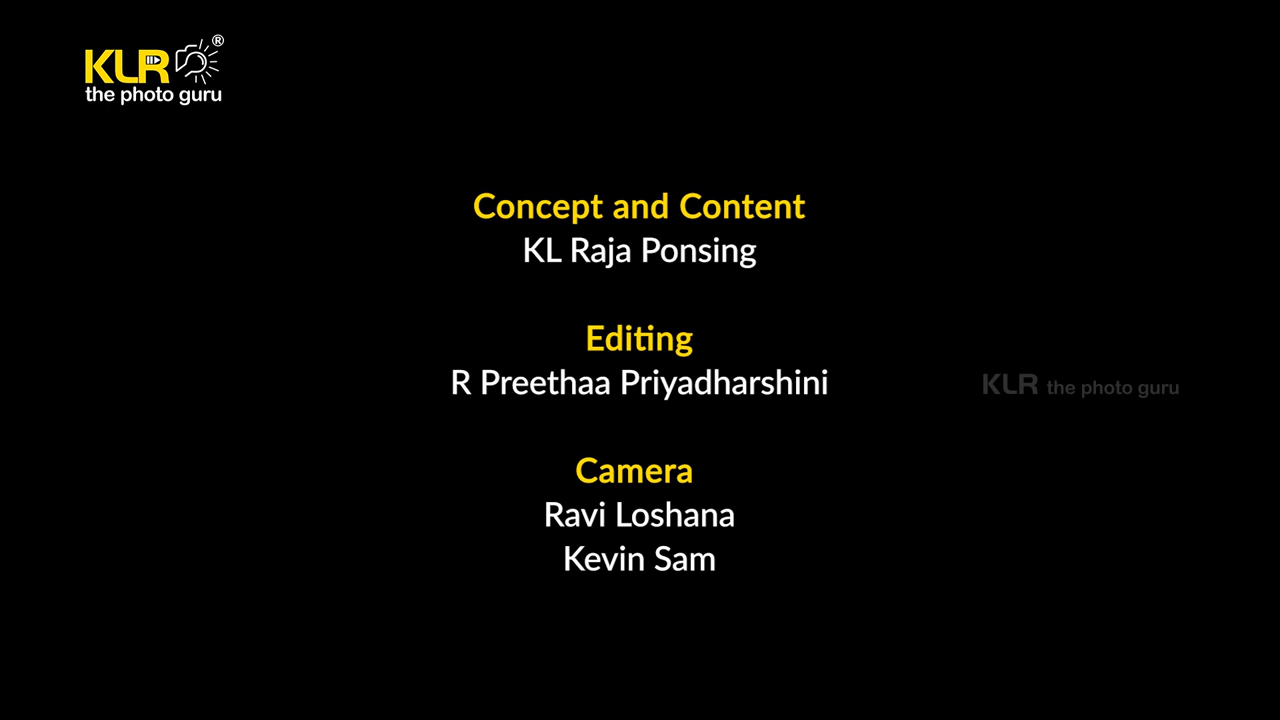 KLR ®
the photo guru
Concept and Content
KL Raja Ponsing
Editing
R Preethaa Priyadharshini
KLR the photo guru
Camera
Ravi Loshana
Kevin Sam